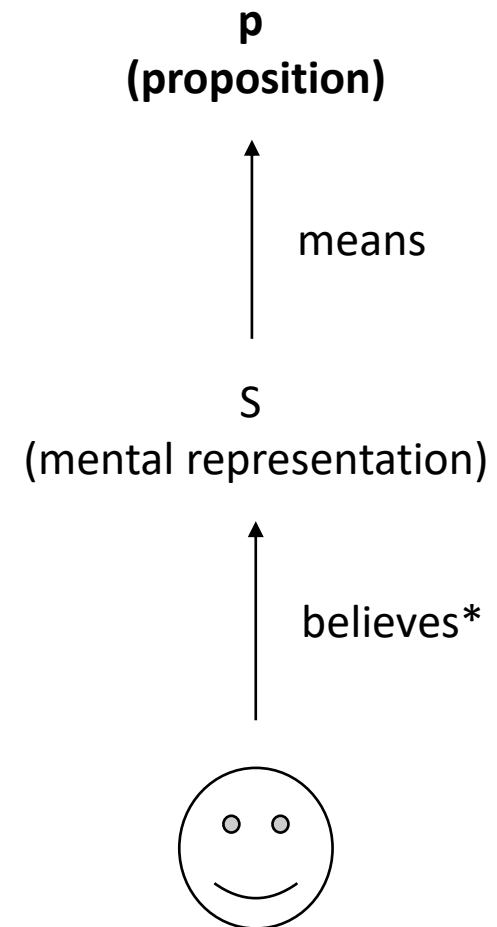 p
(proposition)
means
S
(mental representation)
believes*